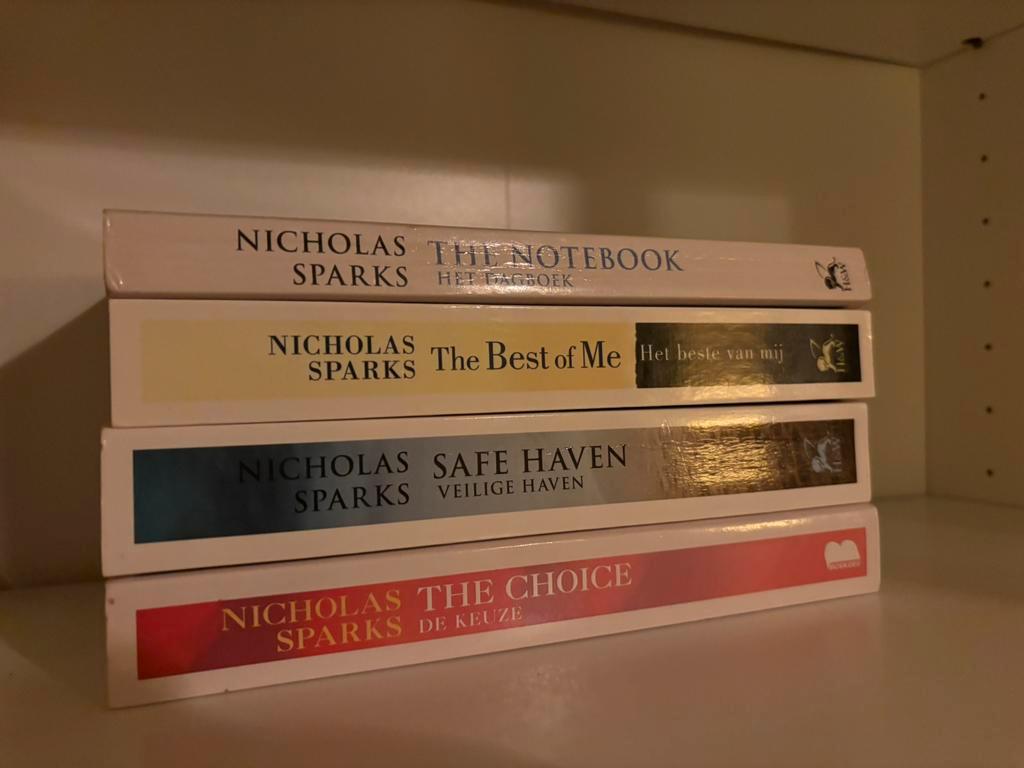 NICHOLAS SPARKS
THE NOTEBOOK
HET DAGBOEK
H&W
NICHOLAS SPARKS
The Best of Me
Het beste van mij
H&W
NICHOLAS SPARKS
SAFE HAVEN
VEILIGE HAVEN
H&W
NICHOLAS SPARKS
THE CHOICE
DE KEUZE